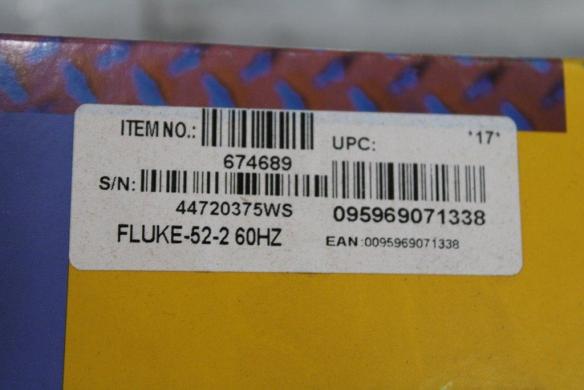 ITEM NO.:
674689
S/N:
44720375WS
FLUKE-52-2 60HZ
UPC:
*17*
095969071338
EAN:0095969071338